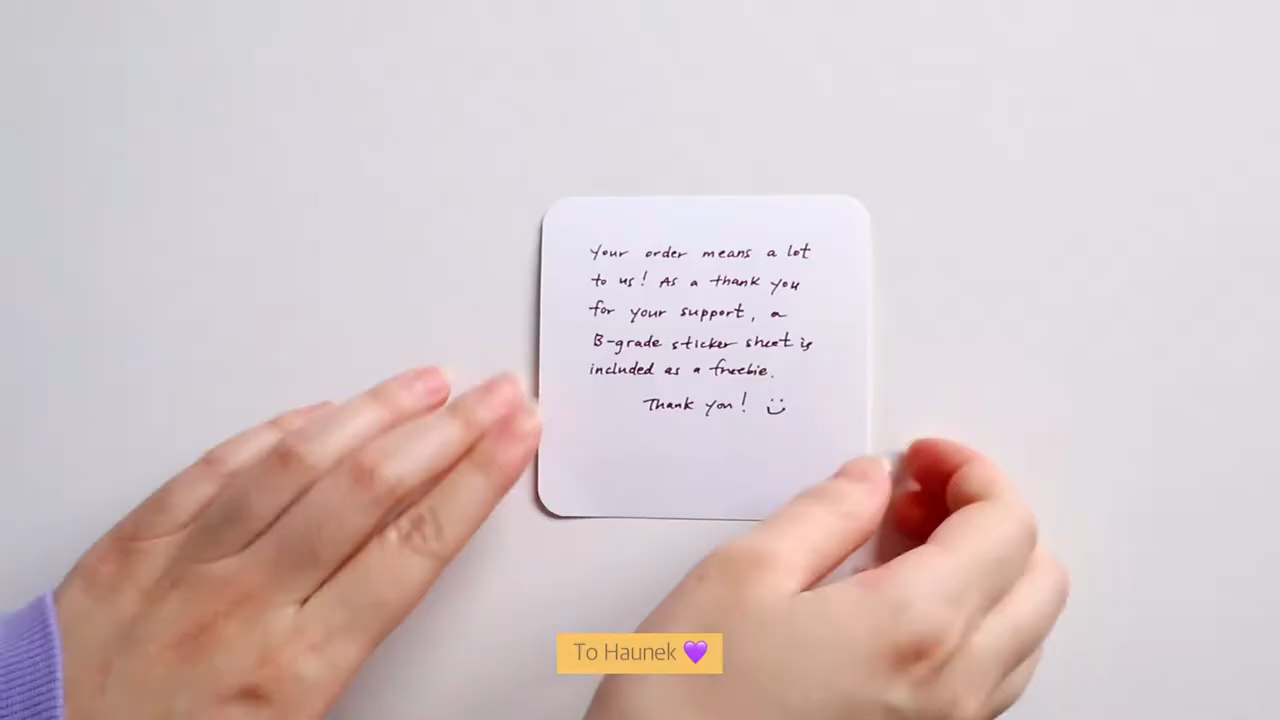 Your order means a lot
to us! As a thank you
for your support, a
B-grade sticker sheet is
included as a freebie.
Thank you! :)
To Haunek 💜